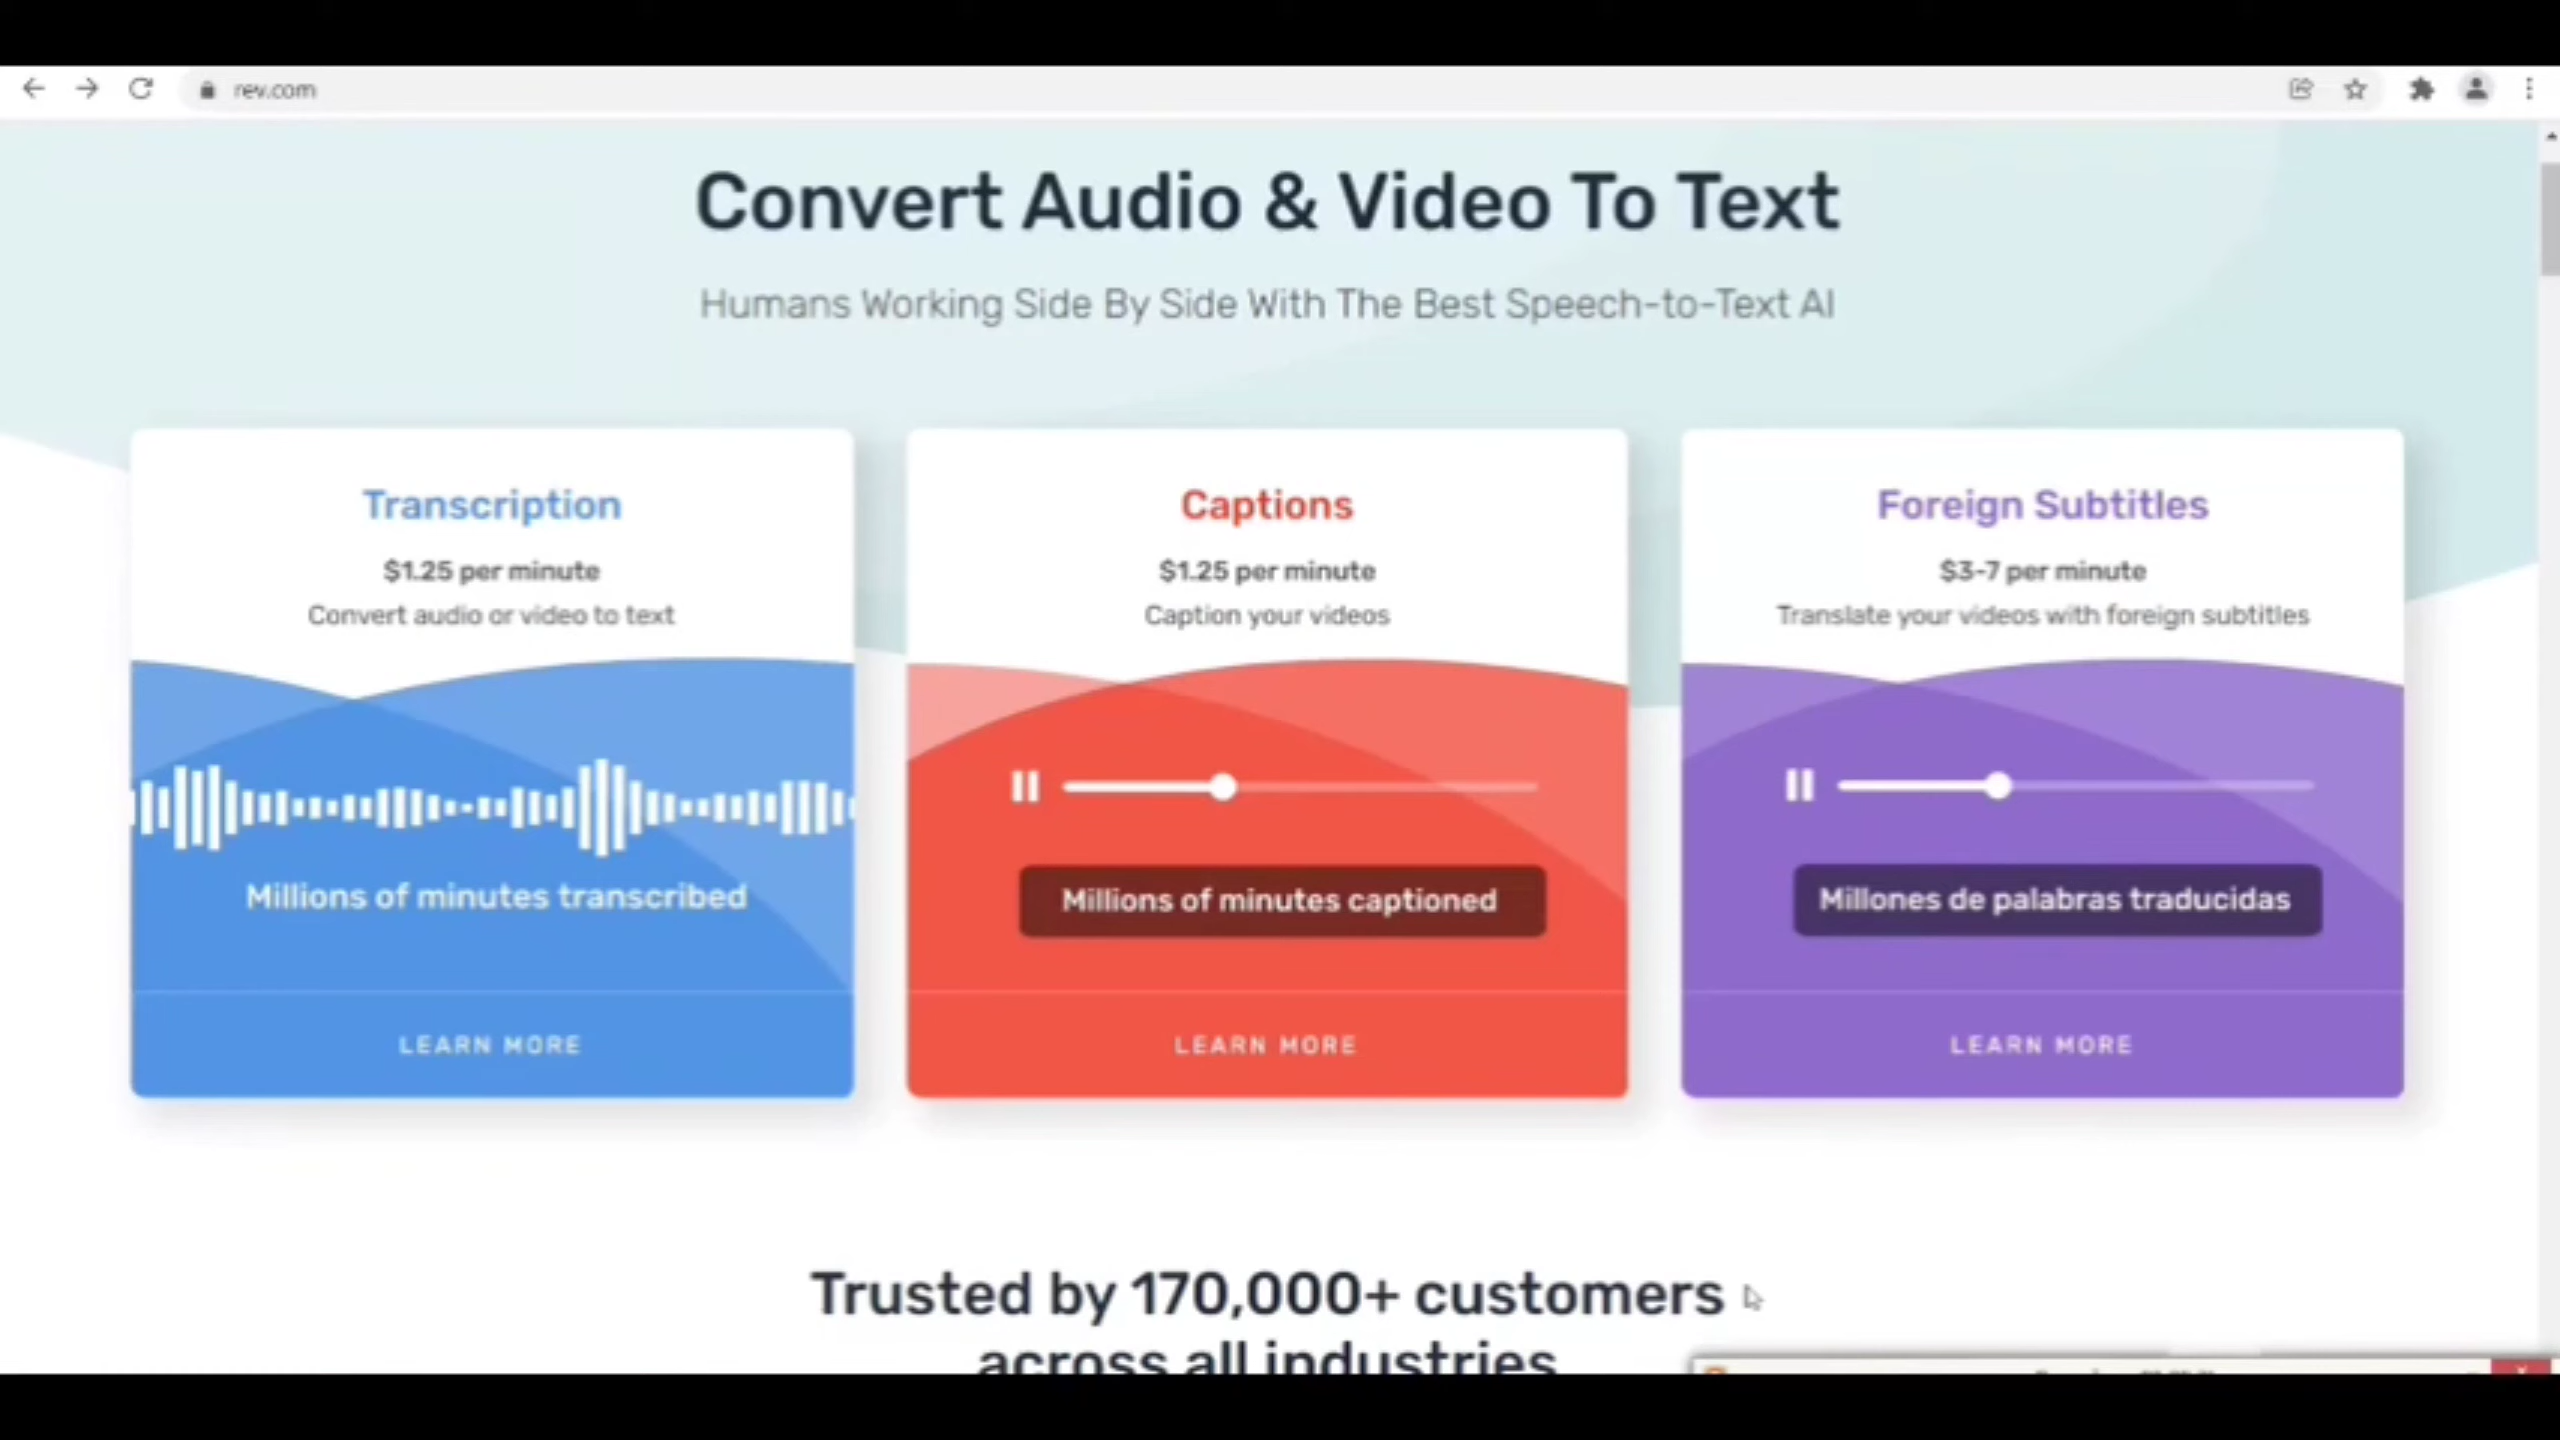 rev.com
Convert Audio & Video To Text
Humans Working Side By Side With The Best Speech-to-Text AI
Transcription
$1.25 per minute
Convert audio or video to text
Millions of minutes transcribed
LEARN MORE
Captions
$1.25 per minute
Caption your videos
Millions of minutes captioned
LEARN MORE
Foreign Subtitles
$3-7 per minute
Translate your videos with foreign subtitles
Millones de palabras traducidas
LEARN MORE
Trusted by 170,000+ customers
across all industries